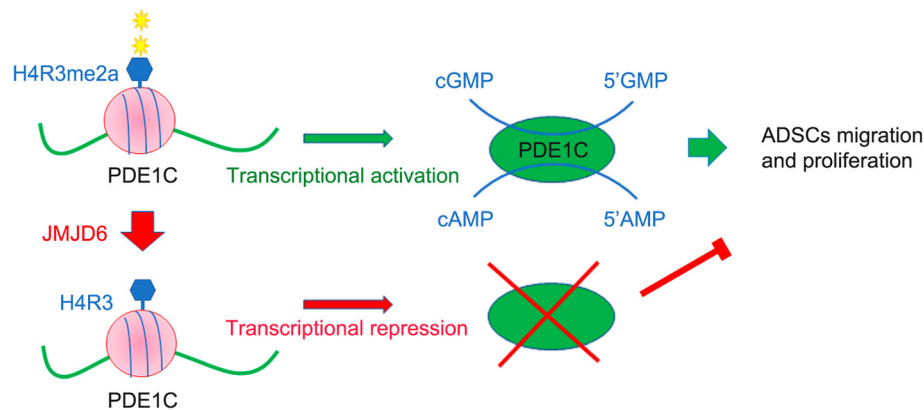 H4R3me2a
PDE1C
Transcriptional activation
cGMP
5'GMP
PDE1C
cAMP
5'AMP
ADSCs migration
and proliferation
JMJD6
H4R3
PDE1C
Transcriptional repression